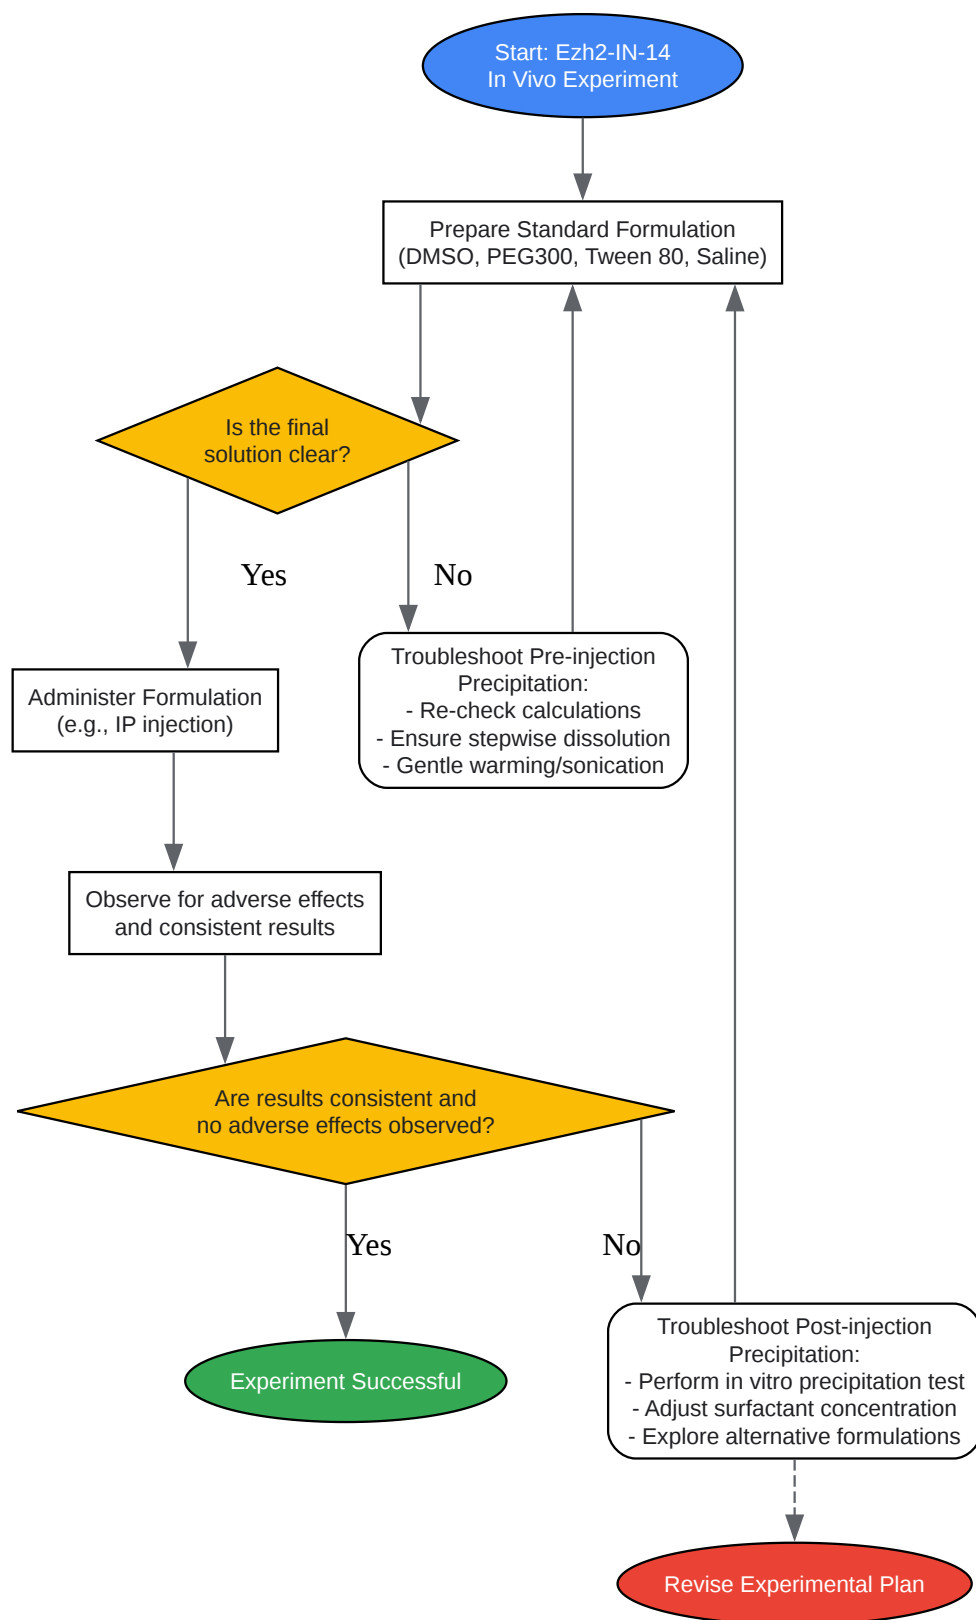 Start: Ezh2-IN-14
In Vivo Experiment
Prepare Standard Formulation
(DMSO, PEG300, Tween 80, Saline)
Is the final
solution clear?
Yes
No
Troubleshoot Pre-injection
Precipitation:
- Re-check calculations
- Ensure stepwise dissolution
- Gentle warming/sonication
Administer Formulation
(e.g., IP injection)
Observe for adverse effects
and consistent results
Are results consistent and
no adverse effects observed?
Yes
No
Troubleshoot Post-injection
Precipitation:
- Perform in vitro precipitation test
- Adjust surfactant concentration
- Explore alternative formulations
Experiment Successful
Revise Experimental Plan